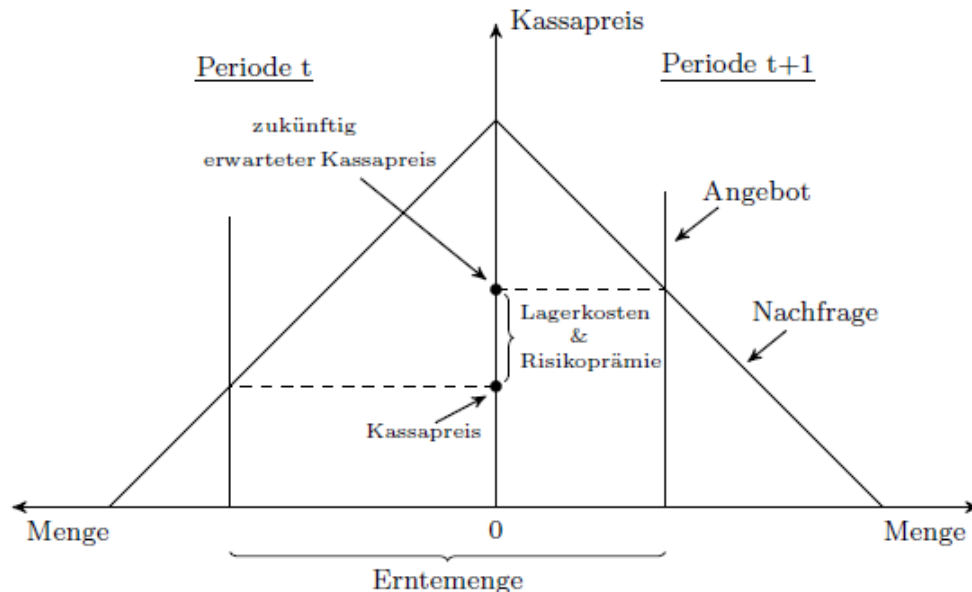 Kassapreis
Periode t
Periode t+1
zukünftig
erwarteter Kassapreis
Angebot
Lagerkosten
&
Risikoprämie
Nachfrage
Kassapreis
Menge
0
Menge
Erntemenge